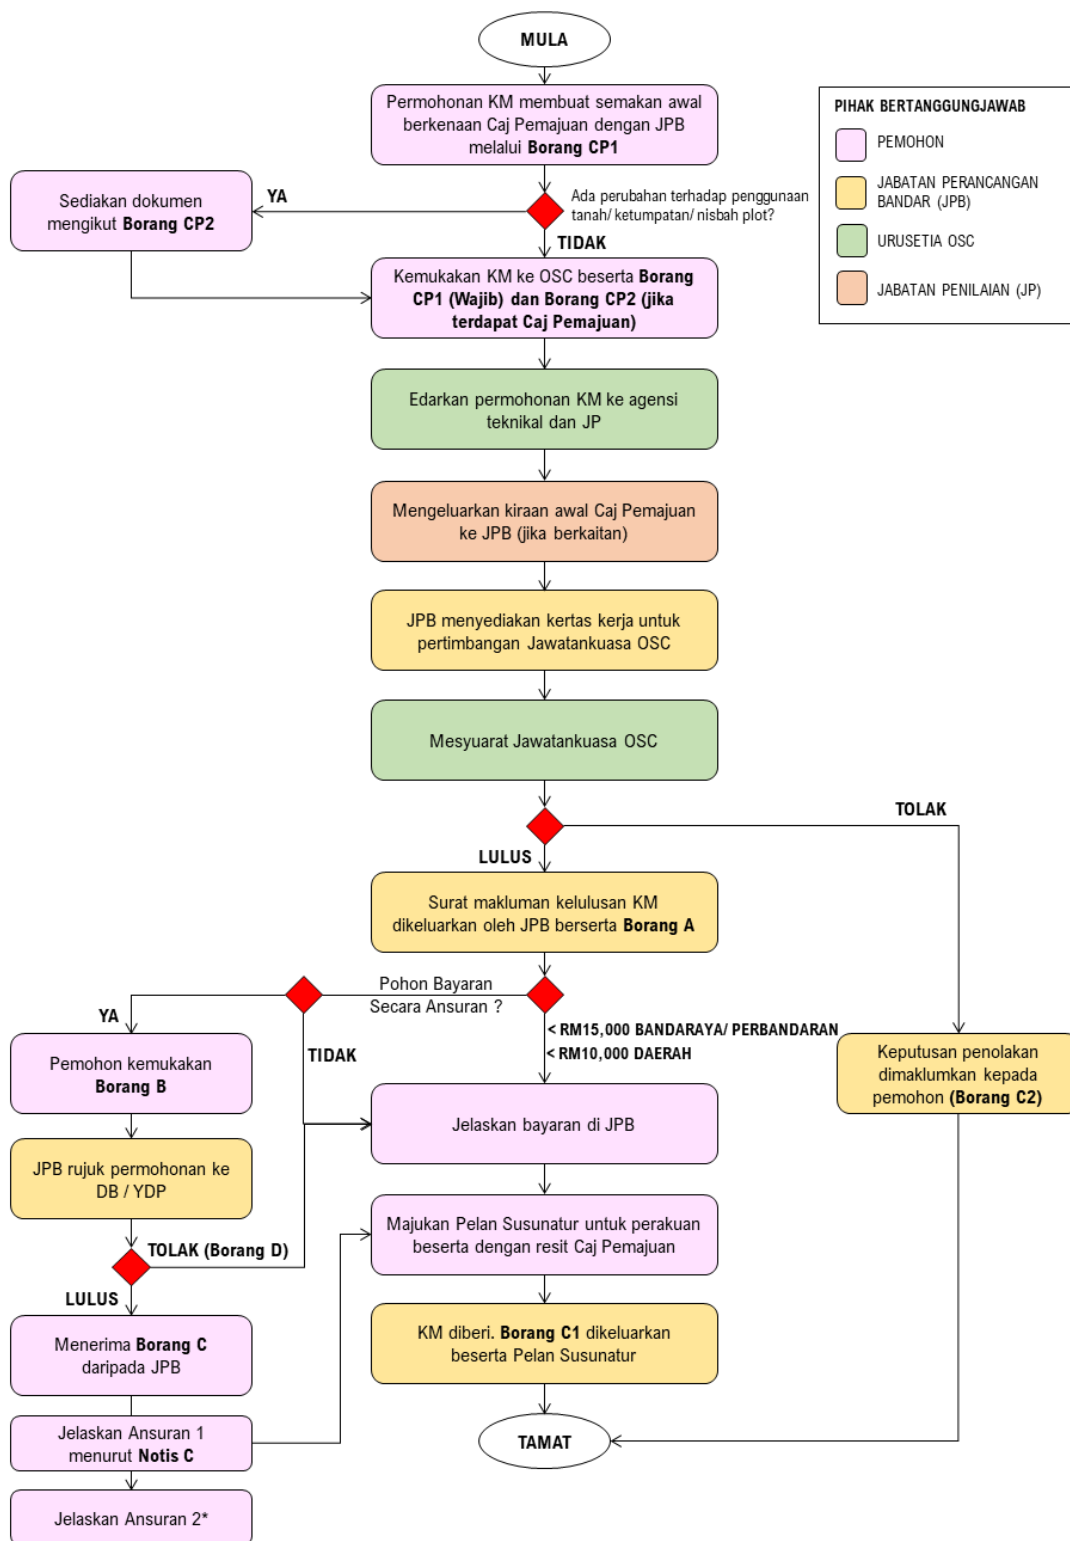 MULA
Permohonan KM membuat semakan awal
berkenaan Caj Pemajuan dengan JPB
melalui Borang CP1
PIHAK BERTANGGUNGJAWAB
PEMOHON
JABATAN PERANCANGAN
BANDAR (JPB)
URUSETIA OSC
JABATAN PENILAIAN (JP)
Ada perubahan terhadap penggunaan
tanah/ ketumpatan/ nisbah plot?
YA
Sediakan dokumen
mengikut Borang CP2
TIDAK
Kemukakan KM ke OSC beserta Borang
CP1 (Wajib) dan Borang CP2 (jika
terdapat Caj Pemajuan)
Edarkan permohonan KM ke agensi
teknikal dan JP
Mengeluarkan kiraan awal Caj Pemajuan
ke JPB (jika berkaitan)
JPB menyediakan kertas kerja untuk
pertimbangan Jawatankuasa OSC
Mesyuarat Jawatankuasa OSC
TOLAK
LULUS
Surat makluman kelulusan KM
dikeluarkan oleh JPB berserta Borang A
Pohon Bayaran
Secara Ansuran ?
YA
TIDAK
< RM15,000 BANDARAYA/ PERBANDARAN
< RM10,000 DAERAH
Pemohon kemukakan
Borang B
Keputusan penolakan
dimaklumkan kepada
pemohon (Borang C2)
Jelaskan bayaran di JPB
JPB rujuk permohonan ke
DB / YDP
Majukan Pelan Susunatur untuk perakuan
beserta dengan resit Caj Pemajuan
TOLAK (Borang D)
LULUS
Menerima Borang C
daripada JPB
KM diberi. Borang C1 dikeluarkan
beserta Pelan Susunatur
Jelaskan Ansuran 1
menurut Notis C
TAMAT
Jelaskan Ansuran 2*